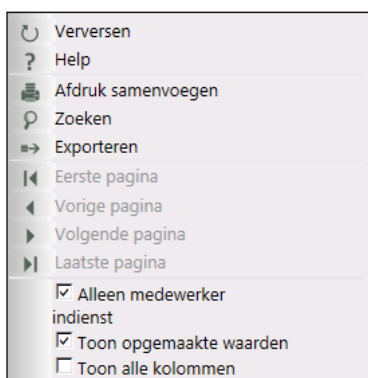 Verversen
Help
Afdruk samenvoegen
Zoeken
Exporteren
Eerste pagina
Vorige pagina
Volgende pagina
Laatste pagina
Alleen medewerker
indienst
Toon opgemaakte waarden
Toon alle kolommen